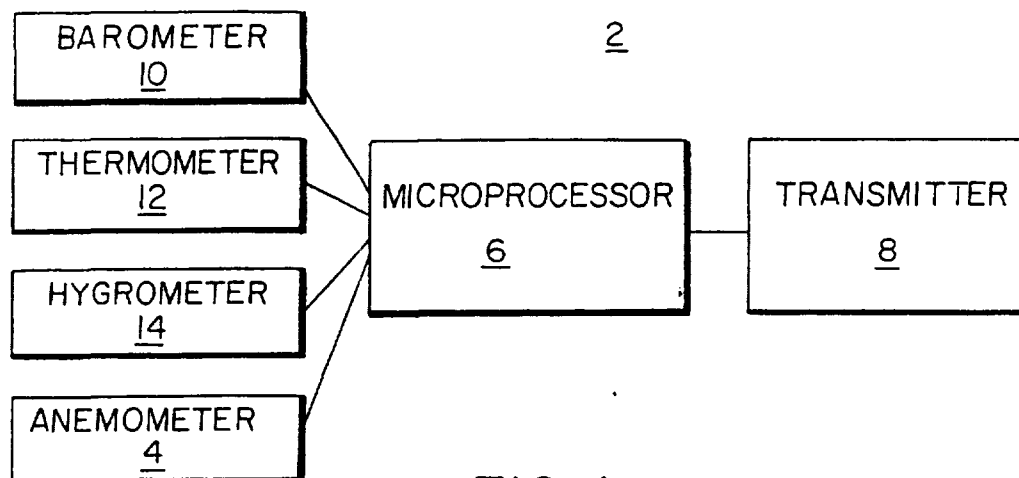 BAROMETER
10
2
THERMOMETER
12
HYGROMETER
14
ANEMOMETER
4
MICROPROCESSOR
6
TRANSMITTER
8